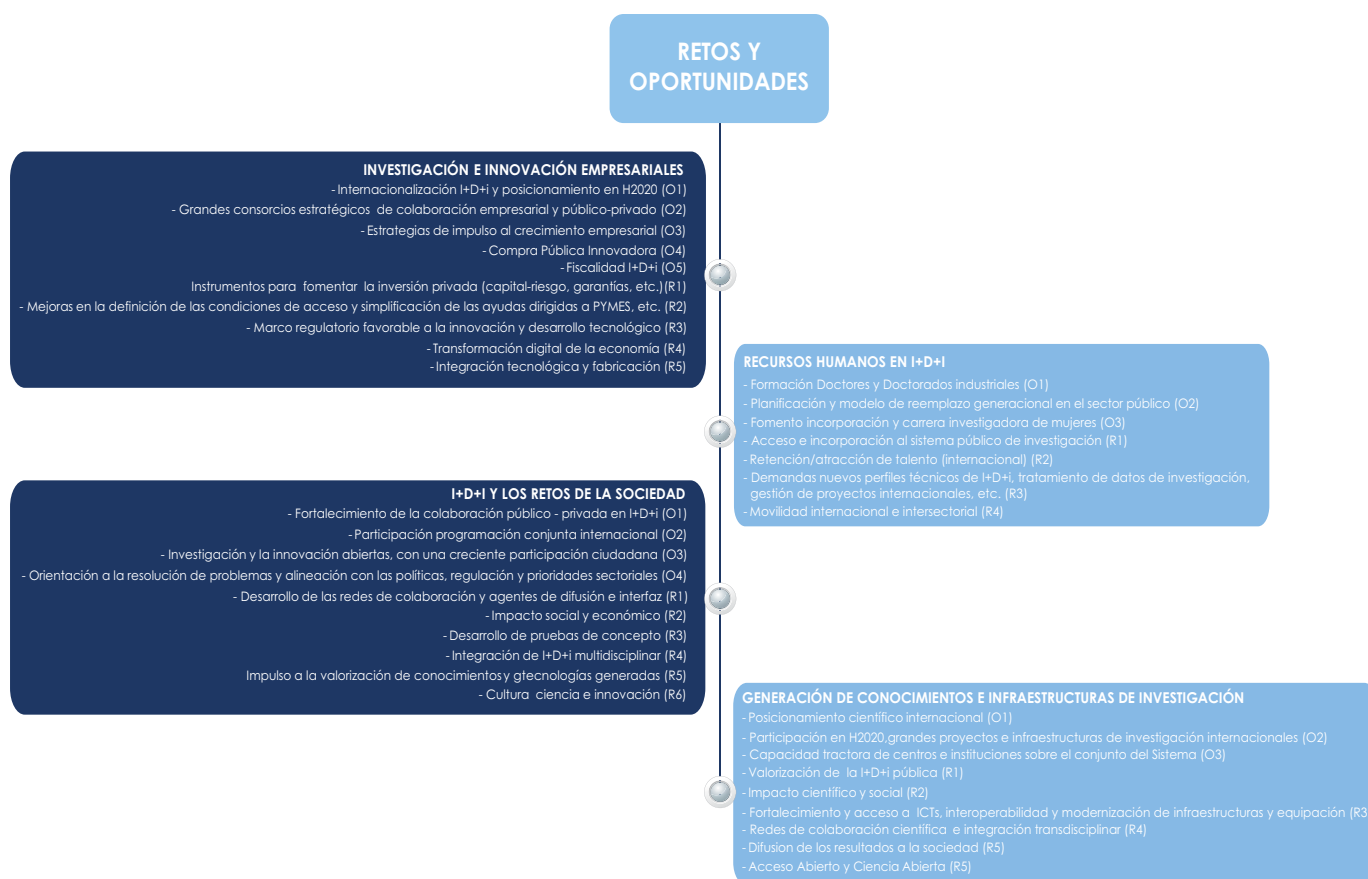 RETOS Y
OPORTUNIDADES
INVESTIGACIÓN E INNOVACIÓN EMPRESARIALES
- Internacionalización I+D+i y posicionamiento en H2020 (O1)
- Grandes consorcios estratégicos de colaboración empresarial y público-privado (O2)
- Estrategias de impulso al crecimiento empresarial (O3)
- Compra Pública Innovadora (O4)
- Fiscalidad I+D+i (O5)
Instrumentos para fomentar la inversión privada (capital-riesgo, garantías, etc.)(R1)
- Mejoras en la definición de las condiciones de acceso y simplificación de las ayudas dirigidas a PYMES, etc. (R2)
- Marco regulatorio favorable a la innovación y desarrollo tecnológico (R3)
- Transformación digital de la economía (R4)
- Integración tecnológica y fabricación (R5)
RECURSOS HUMANOS EN I+D+I
- Formación Doctores y Doctorados industriales (O1)
- Planificación y modelo de reemplazo generacional en el sector público (O2)
- Fomento incorporación y carrera investigadora de mujeres (O3)
- Acceso e incorporación al sistema público de investigación (R1)
- Retención/atracción de talento (internacional) (R2)
- Demandas nuevos perfiles técnicos de I+D+i, tratamiento de datos de investigación,
gestión de proyectos internacionales, etc. (R3)
- Movilidad internacional e intersectorial (R4)
I+D+I Y LOS RETOS DE LA SOCIEDAD
- Fortalecimiento de la colaboración público - privada en I+D+i (O1)
- Participación programación conjunta internacional (O2)
- Investigación y la innovación abiertas, con una creciente participación ciudadana (O3)
- Orientación a la resolución de problemas y alineación con las políticas, regulación y prioridades sectoriales (O4)
- Desarrollo de las redes de colaboración y agentes de difusión e interfaz (R1)
- Impacto social y económico (R2)
- Desarrollo de pruebas de concepto (R3)
- Integración de I+D+i multidisciplinar (R4)
Impulso a la valorización de conocimientos y gtecnologías generadas (R5)
- Cultura ciencia e innovación (R6)
GENERACIÓN DE CONOCIMIENTOS E INFRAESTRUCTURAS DE INVESTIGACIÓN
- Posicionamiento científico internacional (O1)
- Participación en H2020,grandes proyectos e infraestructuras de investigación internacionales (O2)
- Capacidad tractora de centros e instituciones sobre el conjunto del Sistema (O3)
- Valorización de la I+D+i pública (R1)
- Impacto científico y social (R2)
- Fortalecimiento y acceso a ICTs, interoperabilidad y modernización de infraestructuras y equipación (R3
- Redes de colaboración científica e integración transdisciplinar (R4)
- Difusion de los resultados a la sociedad (R5)
- Acceso Abierto y Ciencia Abierta (R5)